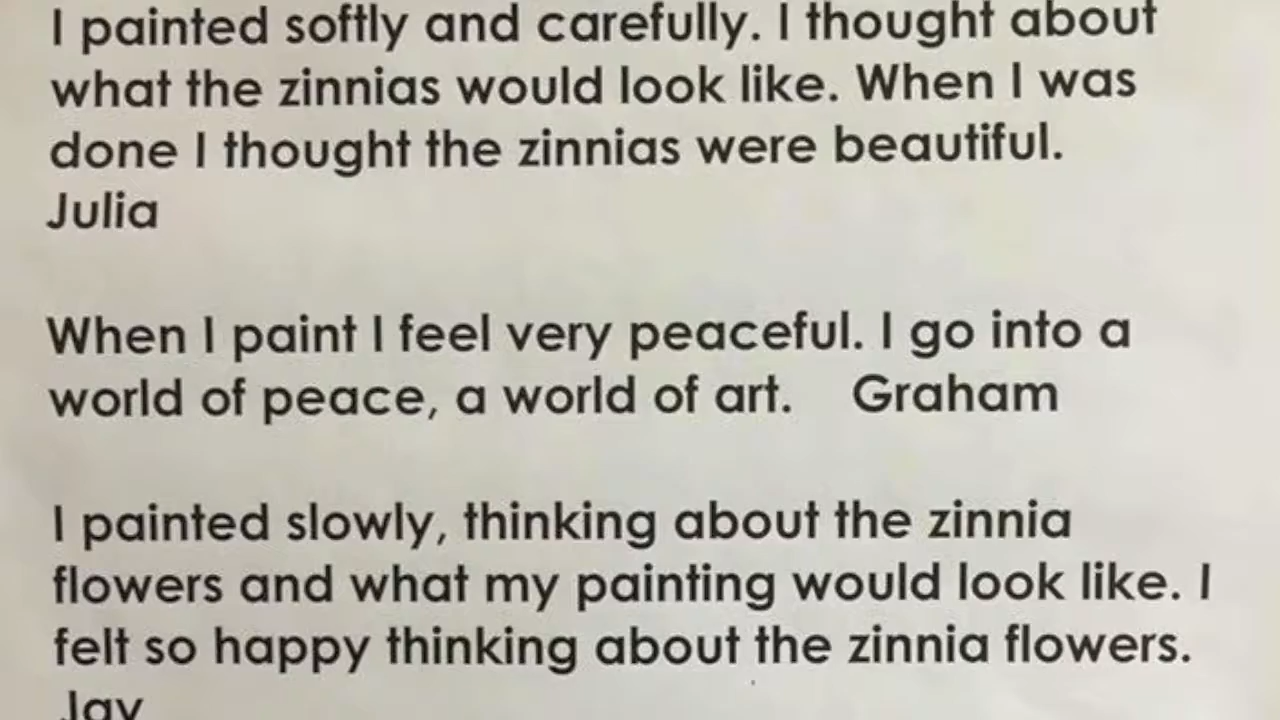 I painted softly and carefully. I thought about
what the zinnias would look like. When I was
done I thought the zinnias were beautiful.
Julia
When I paint I feel very peaceful. I go into a
world of peace, a world of art. Graham
I painted slowly, thinking about the zinnia
flowers and what my painting would look like. I
felt so happy thinking about the zinnia flowers.
Jay